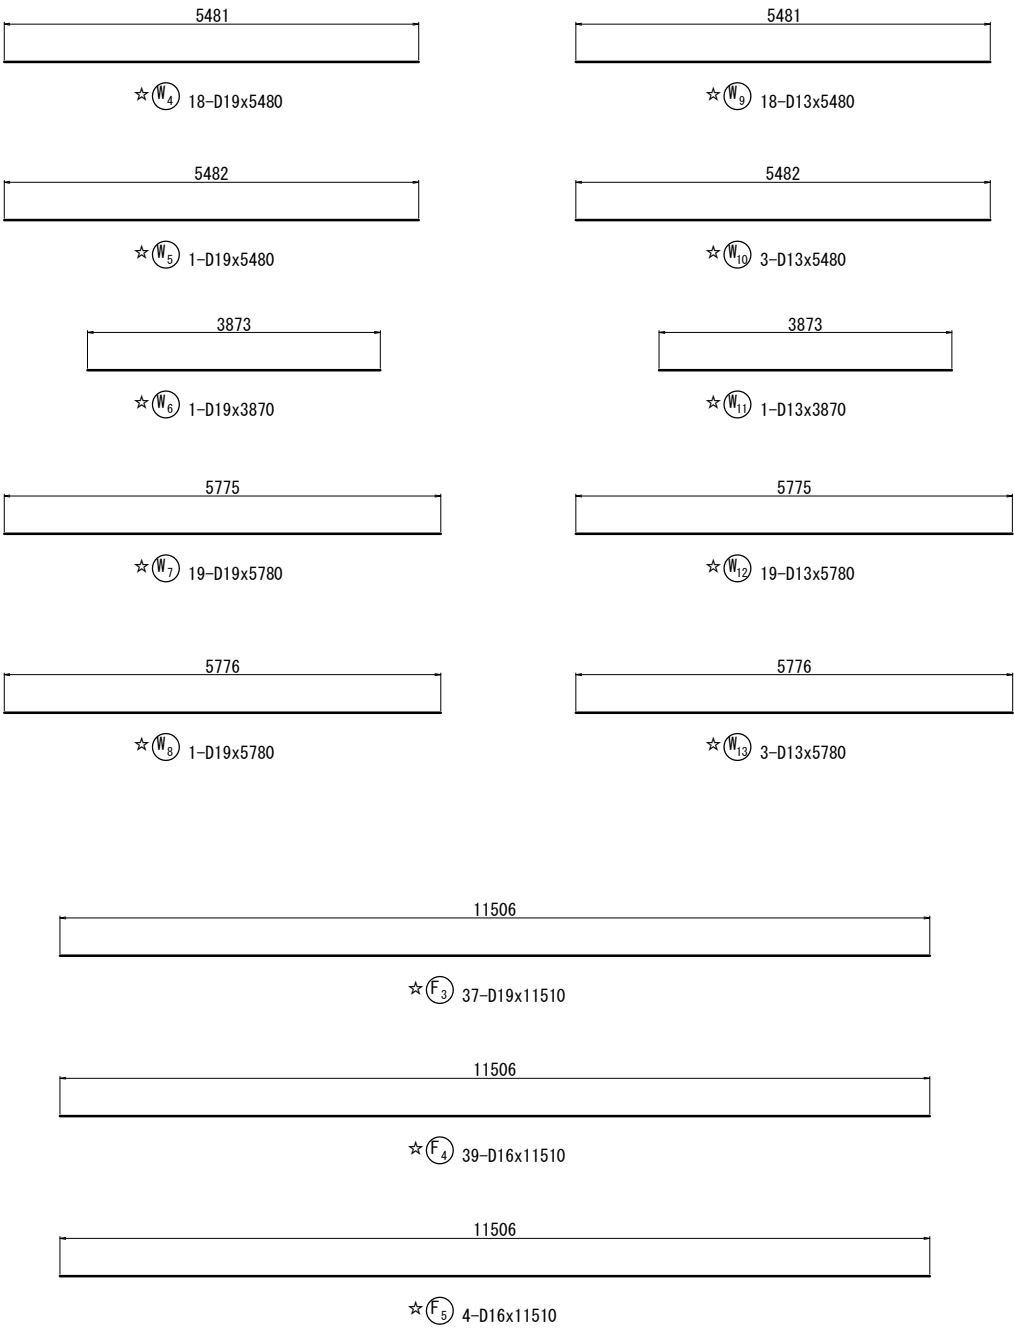 5481
☆ W4 18-D19x5480
5481
☆ W9 18-D13x5480
5482
☆ W5 1-D19x5480
5482
☆ W10 3-D13x5480
3873
☆ W6 1-D19x3870
3873
☆ W11 1-D13x3870
5775
☆ W7 19-D19x5780
5775
☆ W12 19-D13x5780
5776
☆ W8 1-D19x5780
5776
☆ W13 3-D13x5780
11506
☆ F3 37-D19x11510
11506
☆ F4 39-D16x11510
11506
☆ F5 4-D16x11510